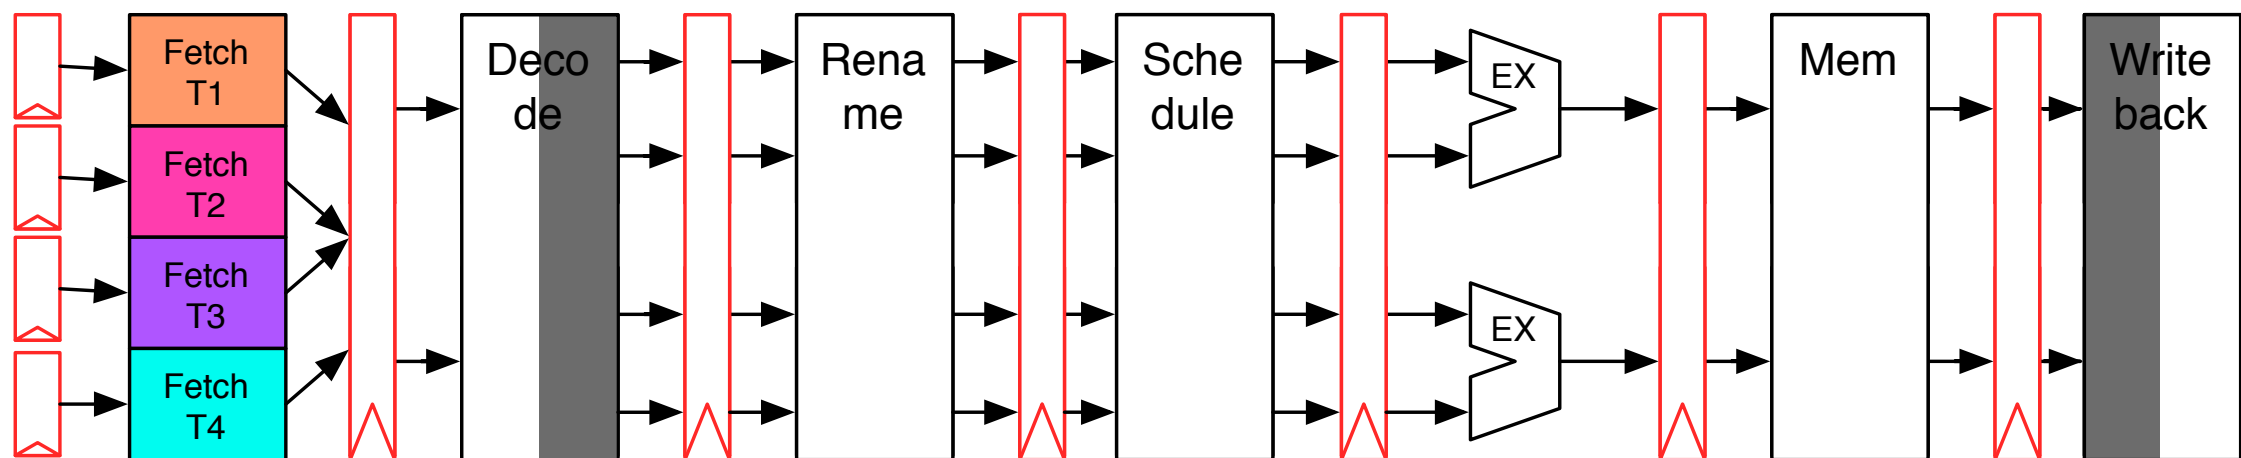 Fetch
T1
Fetch
T2
Fetch
T3
Fetch
T4
Deco
de
Rena
me
Sche
dule
EX
EX
Mem
Write
back